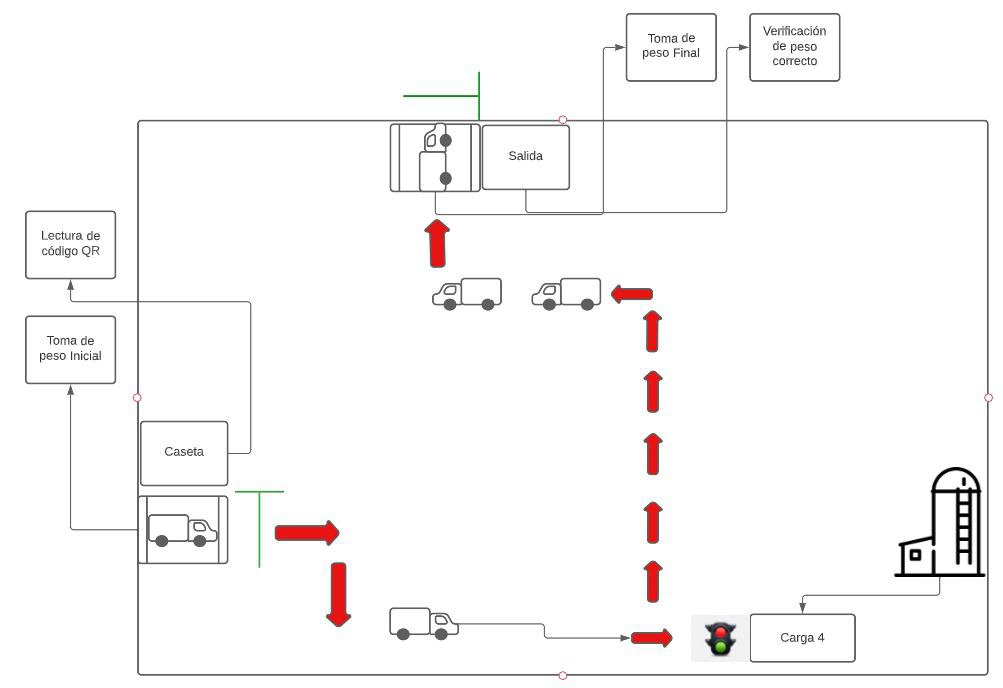 Toma de
peso Final
Verificación
de peso
correcto
Salida
Lectura de
código QR
Toma de
peso Inicial
Caseta
Carga 4